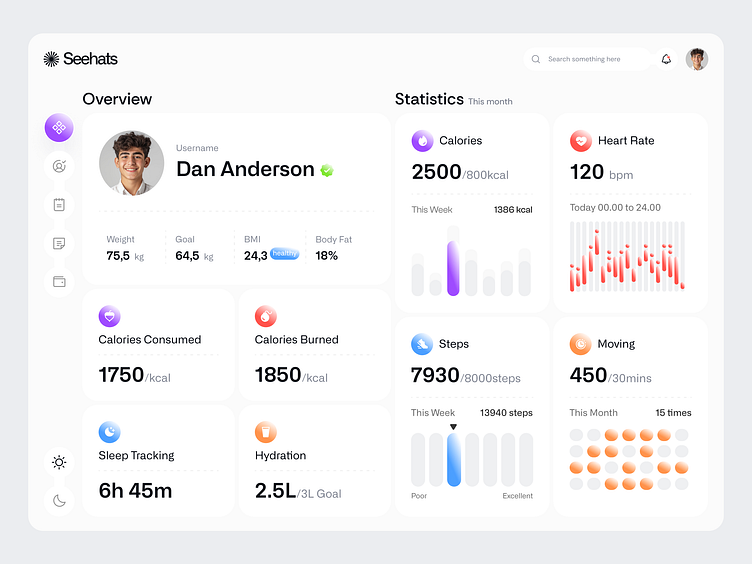 Seehats
Search something here
Overview
Username
Dan Anderson
Weight
75,5 kg
Goal
64,5 kg
BMI
24,3 healthy
Body Fat
18%
Calories Consumed
1750/kcal
Calories Burned
1850/kcal
Sleep Tracking
6h 45m
Hydration
2.5L/3L Goal
Statistics This month
Calories
2500/800kcal
This Week 1386 kcal
Heart Rate
120 bpm
Today 00.00 to 24.00
Steps
7930/8000steps
This Week 13940 steps
Poor Excellent
Moving
450/30mins
This Month 15 times